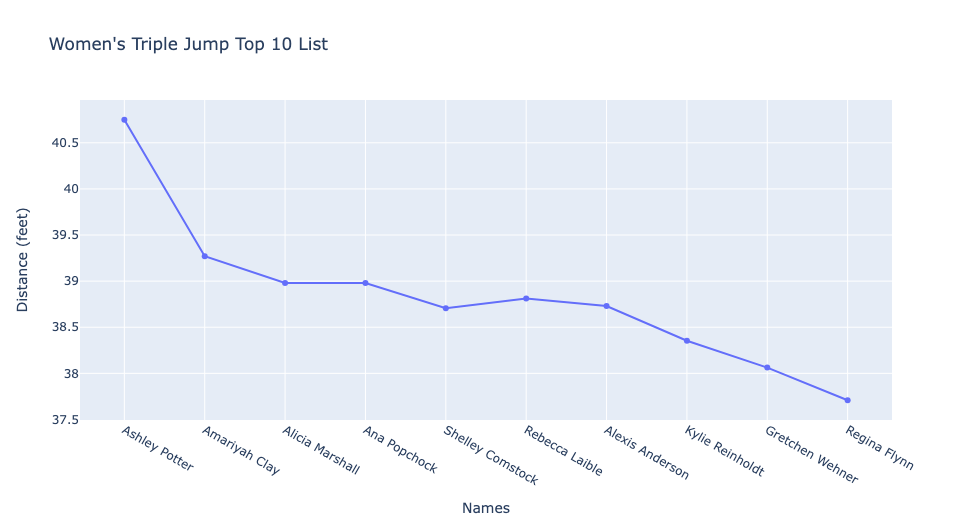 Women's Triple Jump Top 10 List
Distance (feet)
40.5
40
39.5
39
38.5
38
37.5
Ashley Potter
Amariyah Clay
Alicia Marshall
Ana Popchock
Shelley Comstock
Rebecca Laible
Alexis Anderson
Kylie Reinholdt
Gretchen Wehner
Regina Flynn
Names